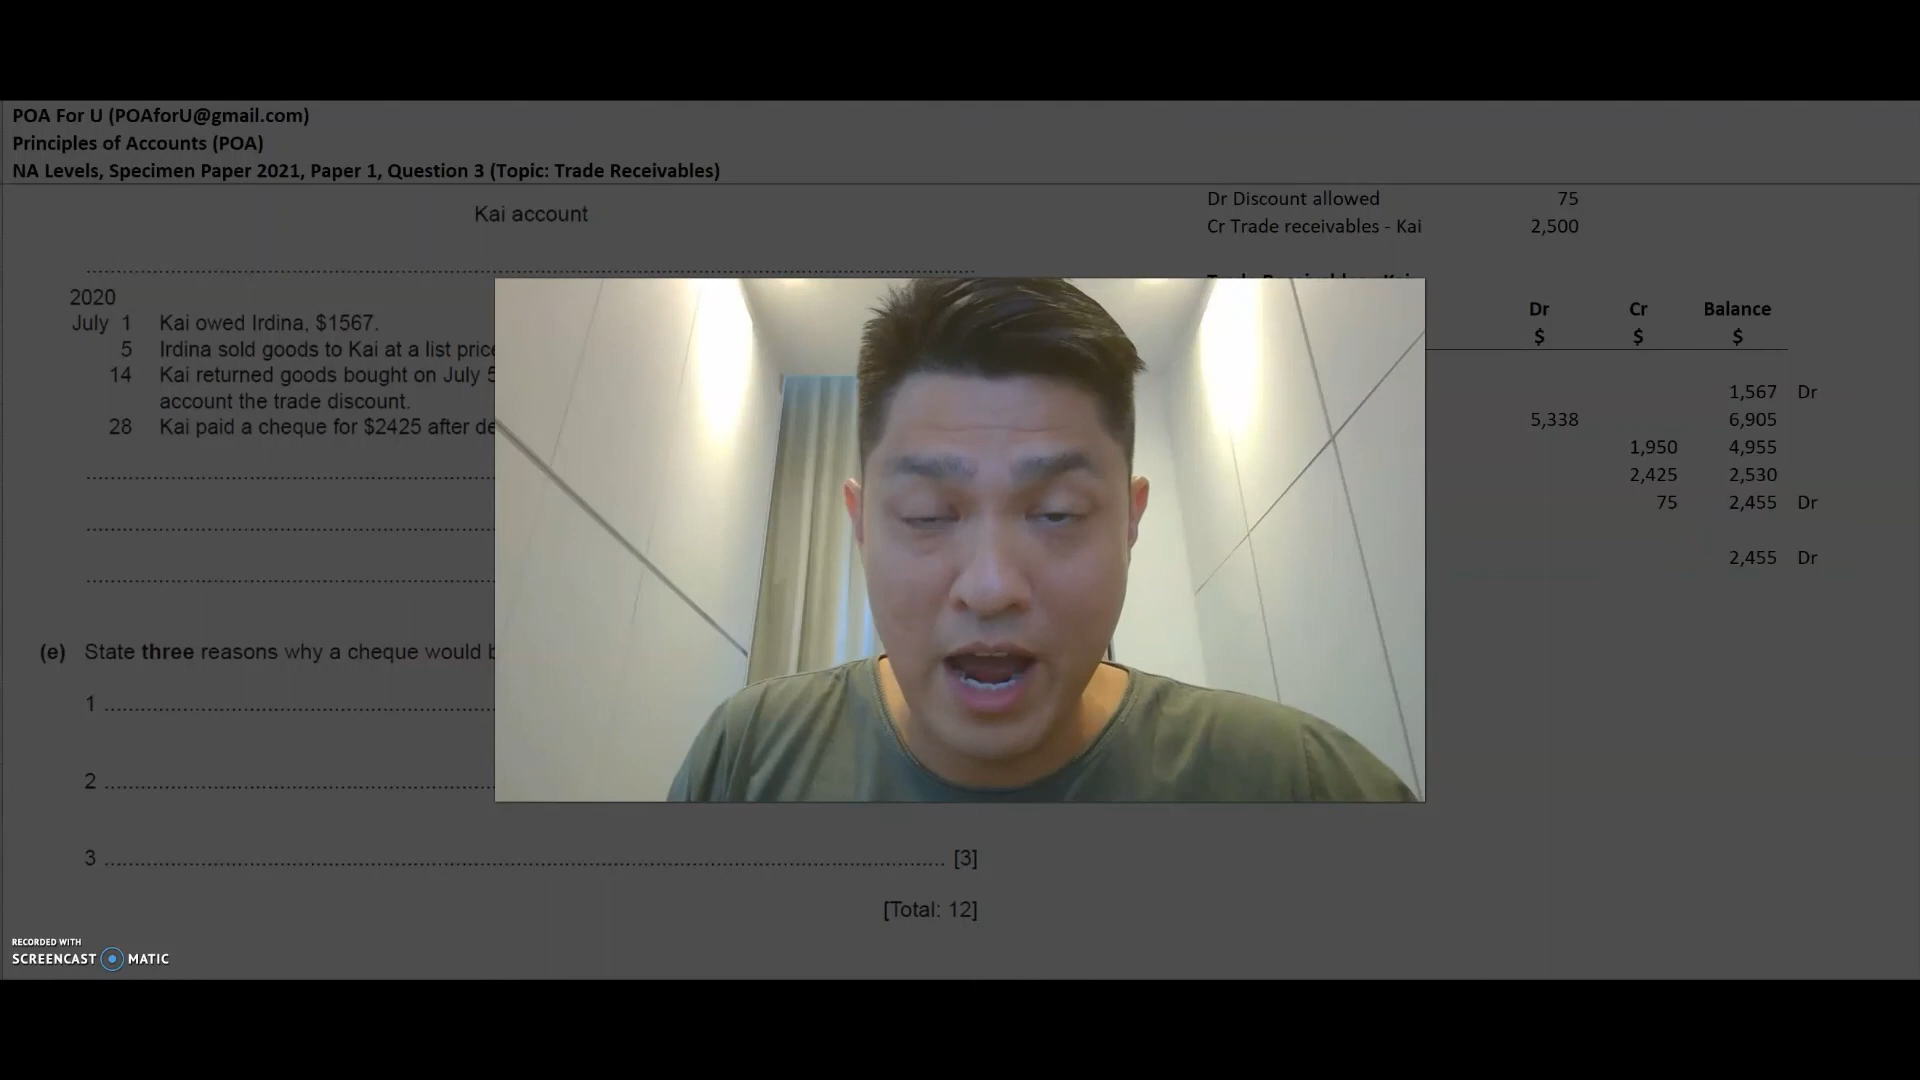 POA For U (POAforU@gmail.com)
Principles of Accounts (POA)
NA Levels, Specimen Paper 2021, Paper 1, Question 3 (Topic: Trade Receivables)
Kai account
2020
July 1 Kai owed Irdina, $1567.
5 Irdina sold goods to Kai at a list price
14 Kai returned goods bought on July 5
account the trade discount.
28 Kai paid a cheque for $2425 after de
(e) State three reasons why a cheque would b
1
2
3 [3]
[Total: 12]
Dr Discount allowed 75
Cr Trade receivables - Kai 2,500
Dr Cr Balance
$ $ $
1,567 Dr
5,338 6,905
1,950 4,955
2,425 2,530
75 2,455 Dr
2,455 Dr
RECORDED WITH
SCREENCAST MATIC